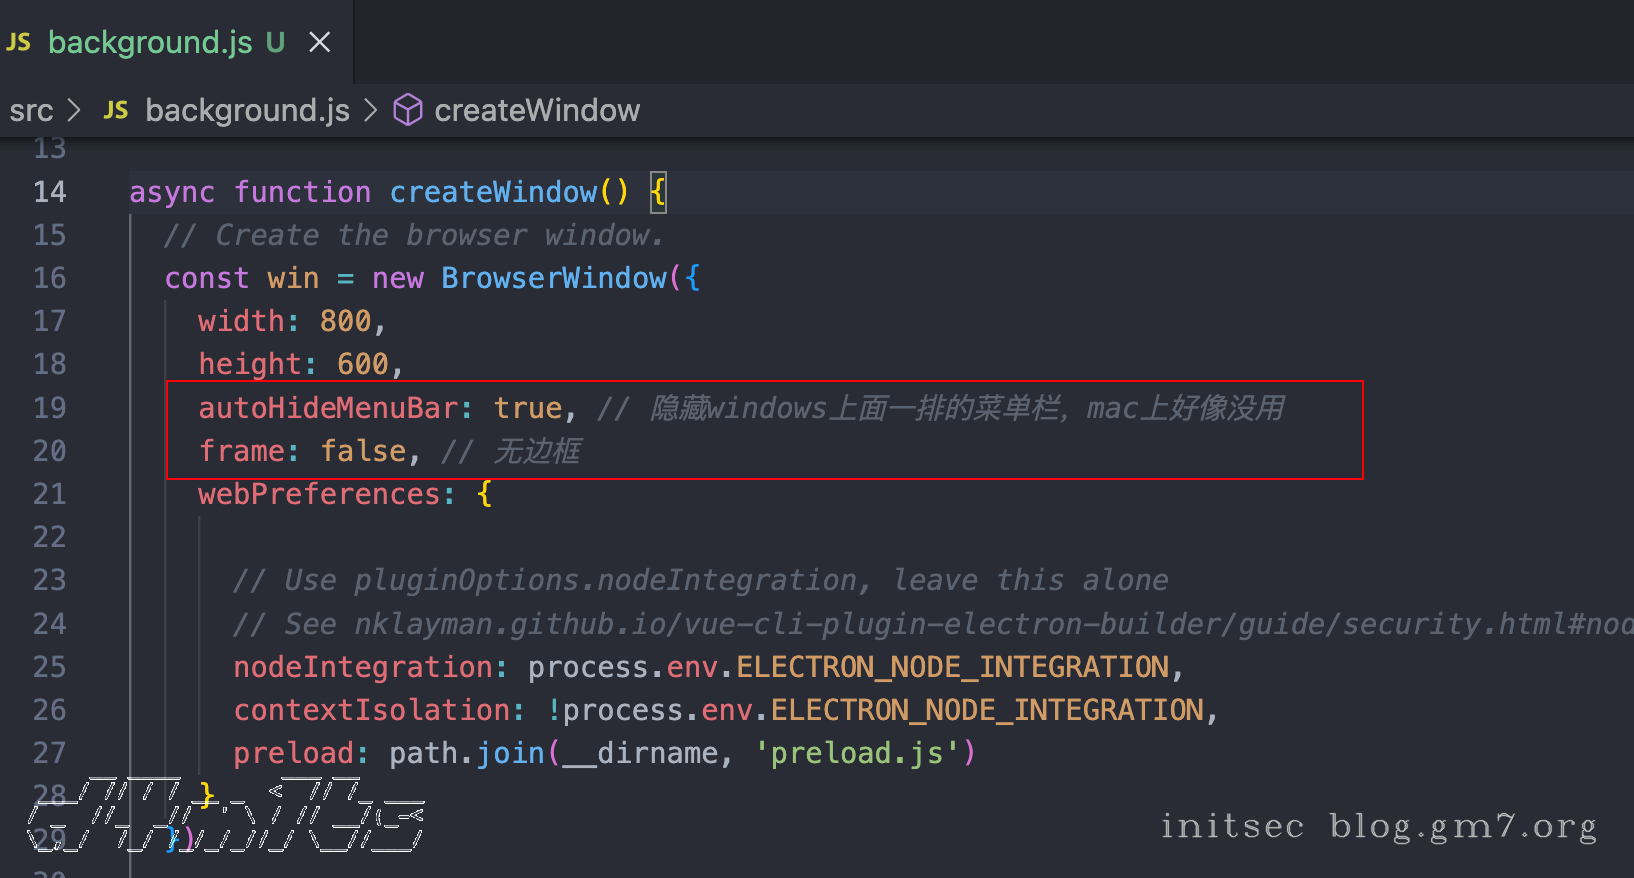 JS background.js U
src > JS background.js > createWindow
13
14 async function createWindow() {
15 // Create the browser window.
16 const win = new BrowserWindow({
17 width: 800,
18 height: 600,
19 autoHideMenuBar: true, // 隐藏windows上面一排的菜单栏，mac上好像没用
20 frame: false, // 无边框
21 webPreferences: {
22
23 // Use pluginOptions.nodeIntegration, leave this alone
24 // See nklayman.github.io/vue-cli-plugin-electron-builder/guide/security.html#nod
25 nodeIntegration: process.env.ELECTRON_NODE_INTEGRATION,
26 contextIsolation: !process.env.ELECTRON_NODE_INTEGRATION,
27 preload: path.join(__dirname, 'preload.js')
28 }
29 })
initsec blog.gm7.org